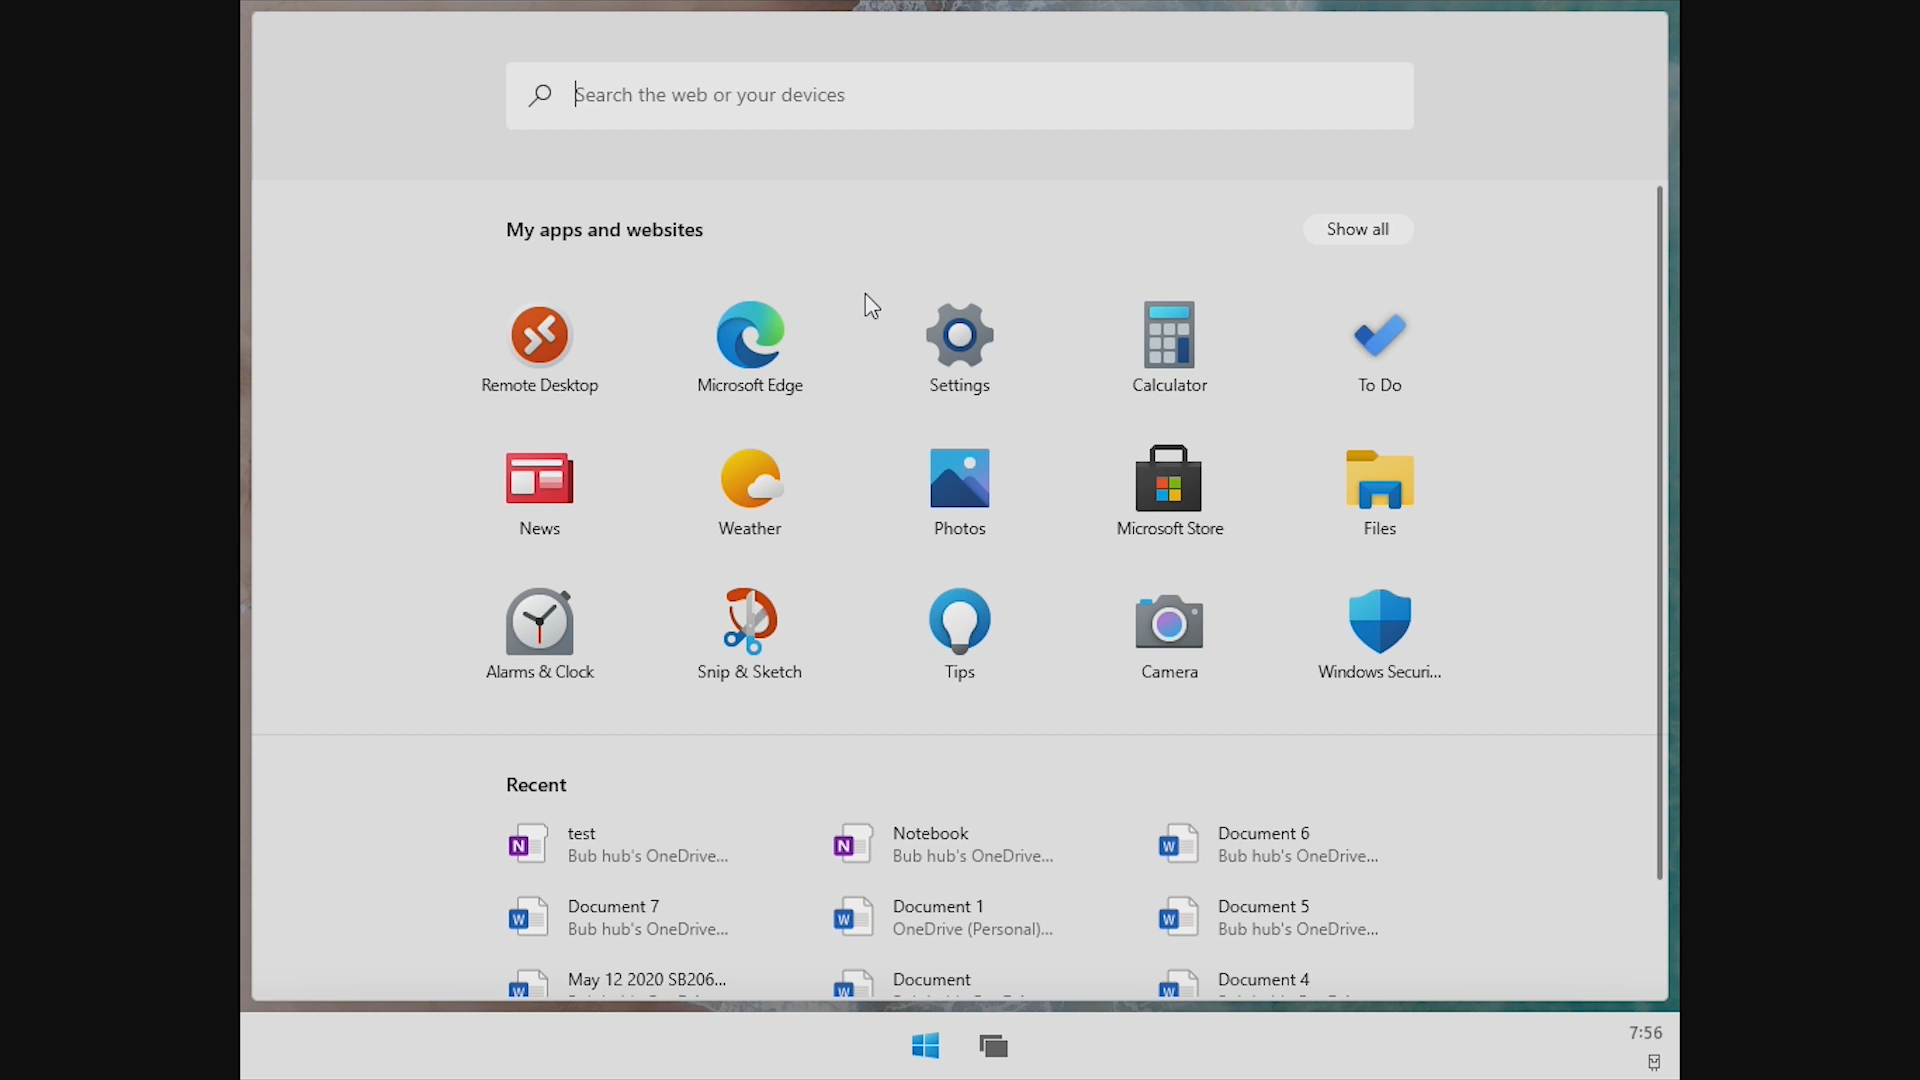 Search the web or your devices
My apps and websites
Show all
Remote Desktop
Microsoft Edge
Settings
Calculator
To Do
News
Weather
Photos
Microsoft Store
Files
Alarms & Clock
Snip & Sketch
Tips
Camera
Windows Securi...
Recent
test
Bub hub's OneDrive...
Notebook
Bub hub's OneDrive...
Document 6
Bub hub's OneDrive...
Document 7
Bub hub's OneDrive...
Document 1
OneDrive (Personal)...
Document 5
Bub hub's OneDrive...
May 12 2020 SB206...
Document
Document 4
7:56